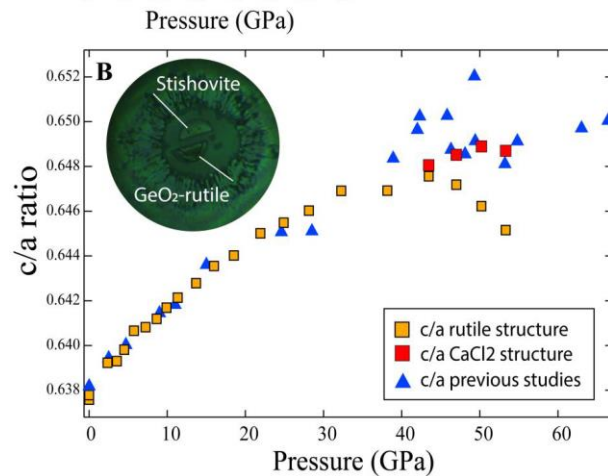 Pressure (GPa)
B
0.652
0.650
0.648
0.646
0.644
0.642
0.640
0.638
c/a ratio
Stishovite
GeO₂-rutile
c/a rutile structure
c/a CaCl2 structure
c/a previous studies
0 10 20 30 40 50 60
Pressure (GPa)